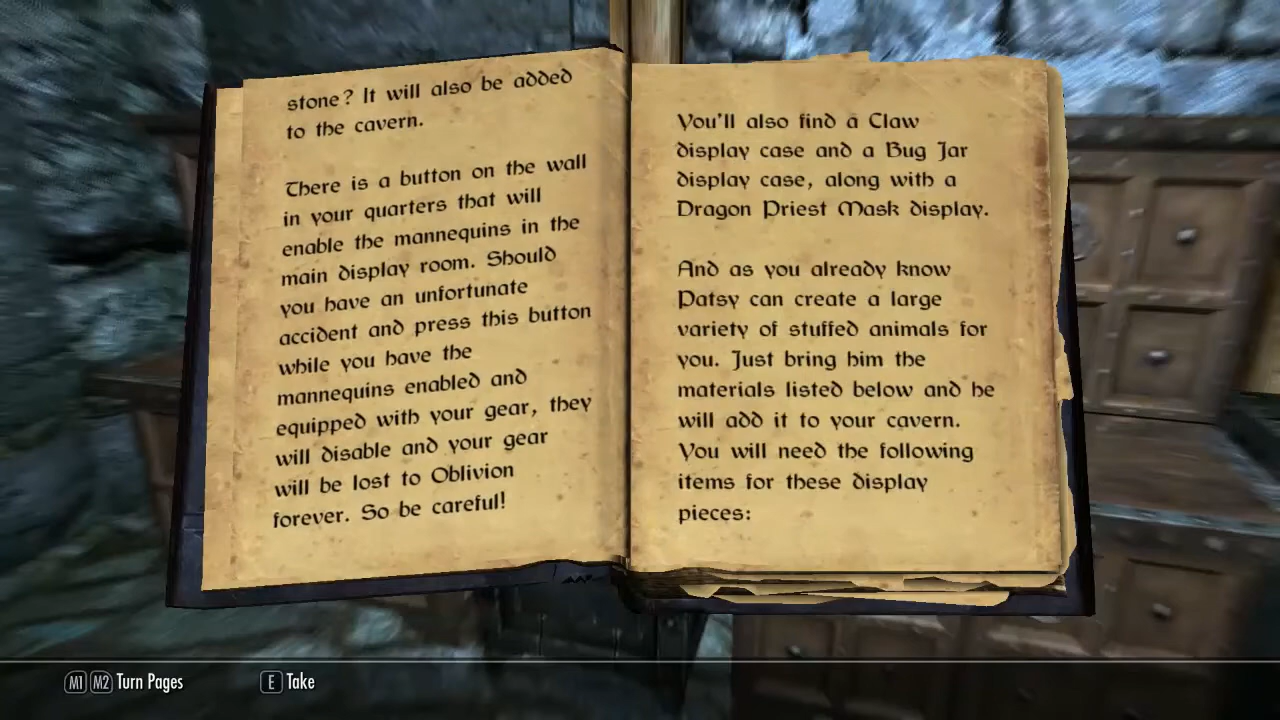 stone? It will also be added
to the cavern.
There is a button on the wall
in your quarters that will
enable the mannequins in the
main display room. Should
you have an unfortunate
accident and press this button
while you have the
mannequins enabled and
equipped with your gear, they
will disable and your gear
will be lost to Oblivion
forever. So be careful!
You'll also find a Claw
display case and a Bug Jar
display case, along with a
Dragon Priest Mask display.
And as you already know
Patsy can create a large
variety of stuffed animals for
you. Just bring him the
materials listed below and he
will add it to your cavern.
You will need the following
items for these display
pieces:
M1 M2 Turn Pages
E Take